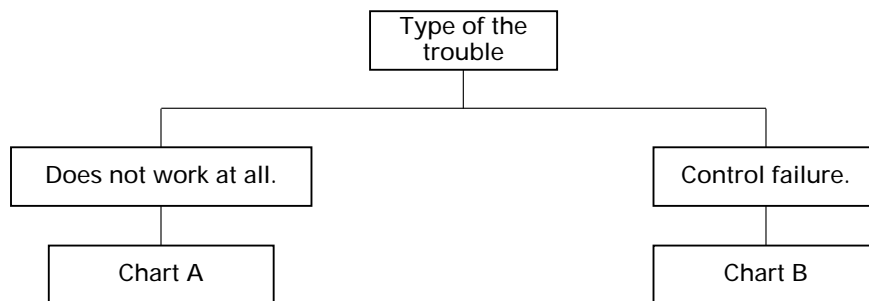 Type of the
trouble
Does not work at all.
Control failure.
Chart A
Chart B